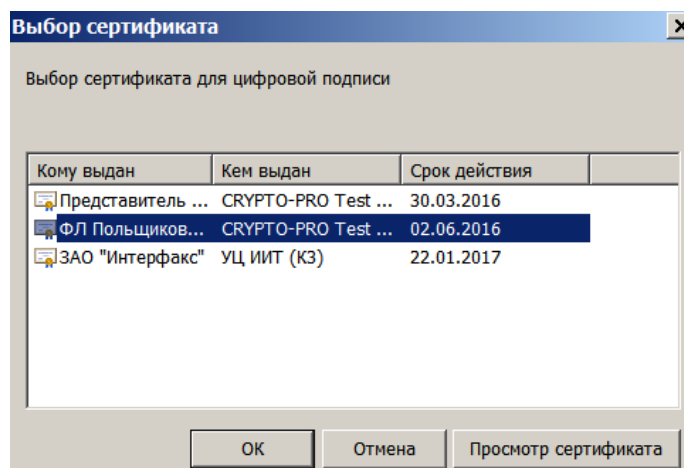 Выбор сертификата
Выбор сертификата для цифровой подписи
Кому выдан Кем выдан Срок действия
Представитель ... CRYPTO-PRO Test ... 30.03.2016
ФЛ Польщиков... CRYPTO-PRO Test ... 02.06.2016
ЗАО "Интерфакс" УЦ ИИТ (К3) 22.01.2017
ОК Отмена Просмотр сертификата